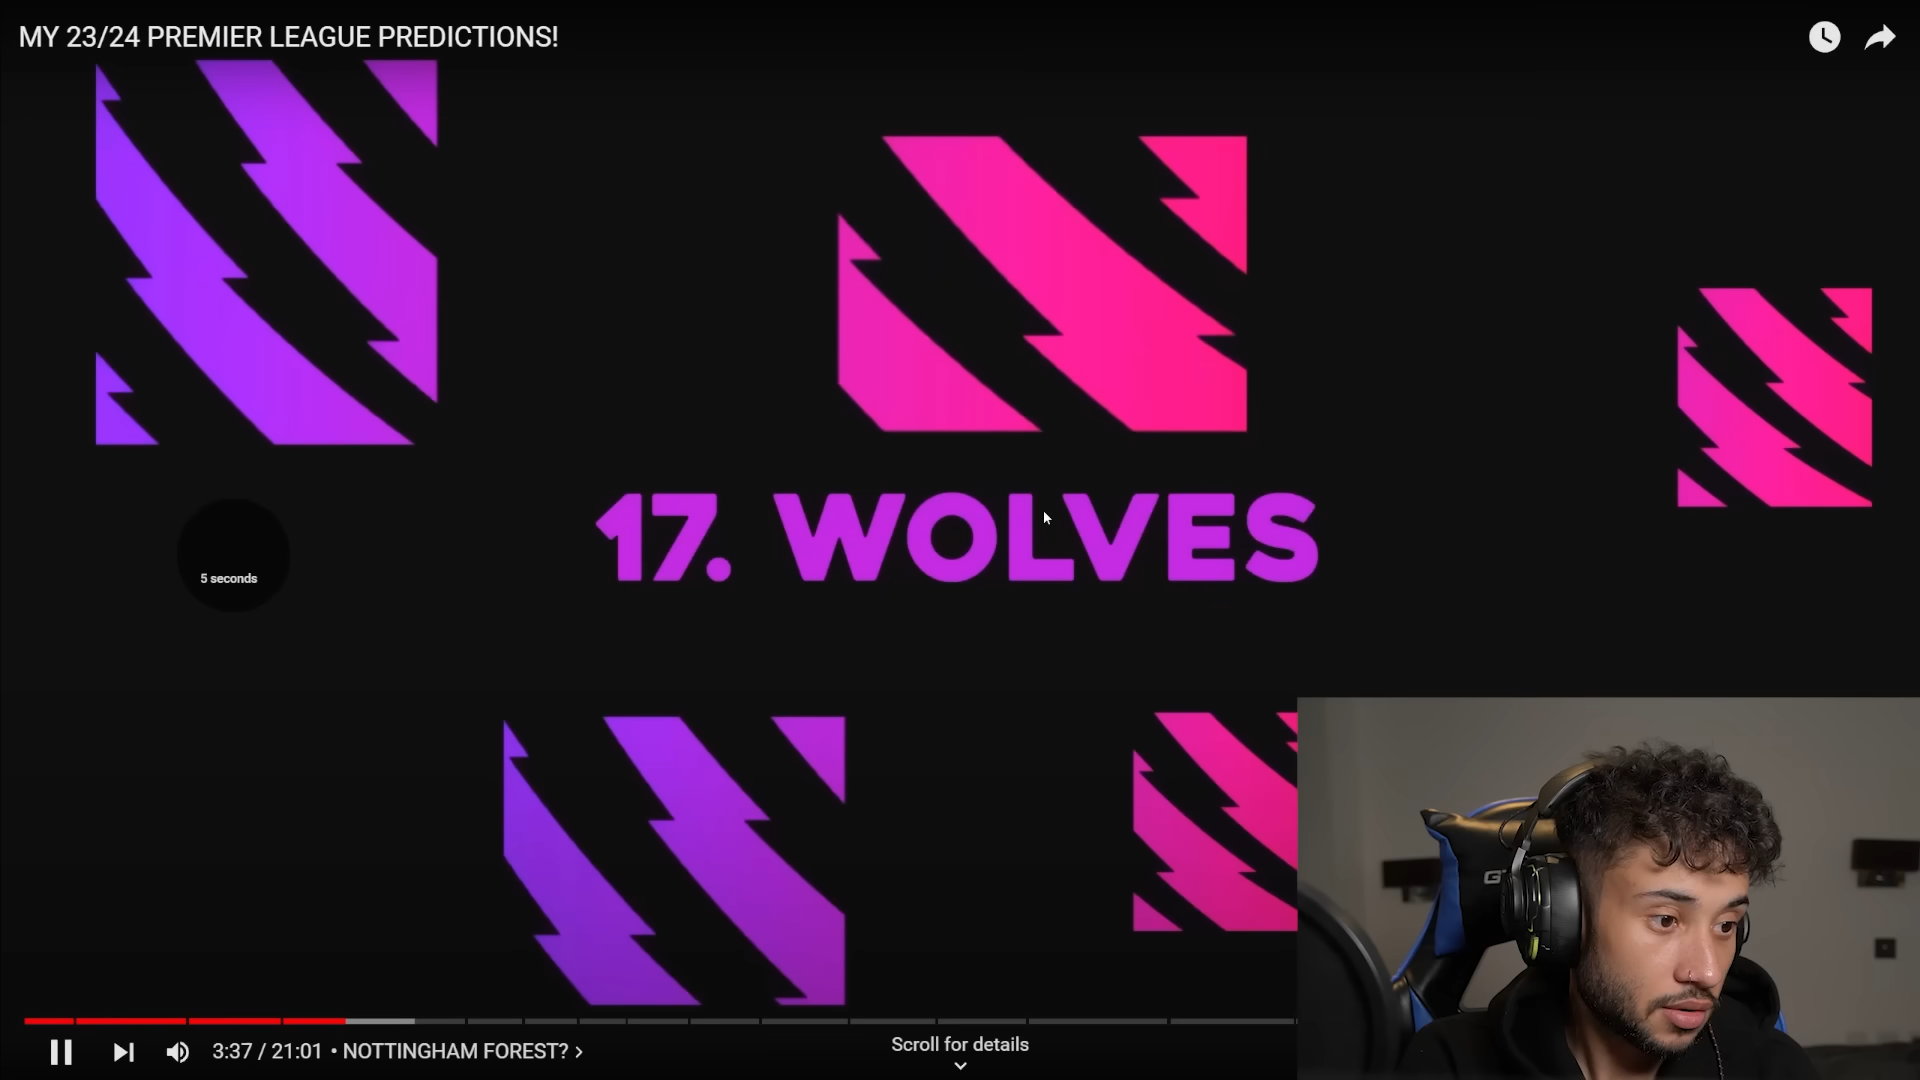 MY 23/24 PREMIER LEAGUE PREDICTIONS!
17. WOLVES
5 seconds
3:37 / 21:01 • NOTTINGHAM FOREST? >
Scroll for details